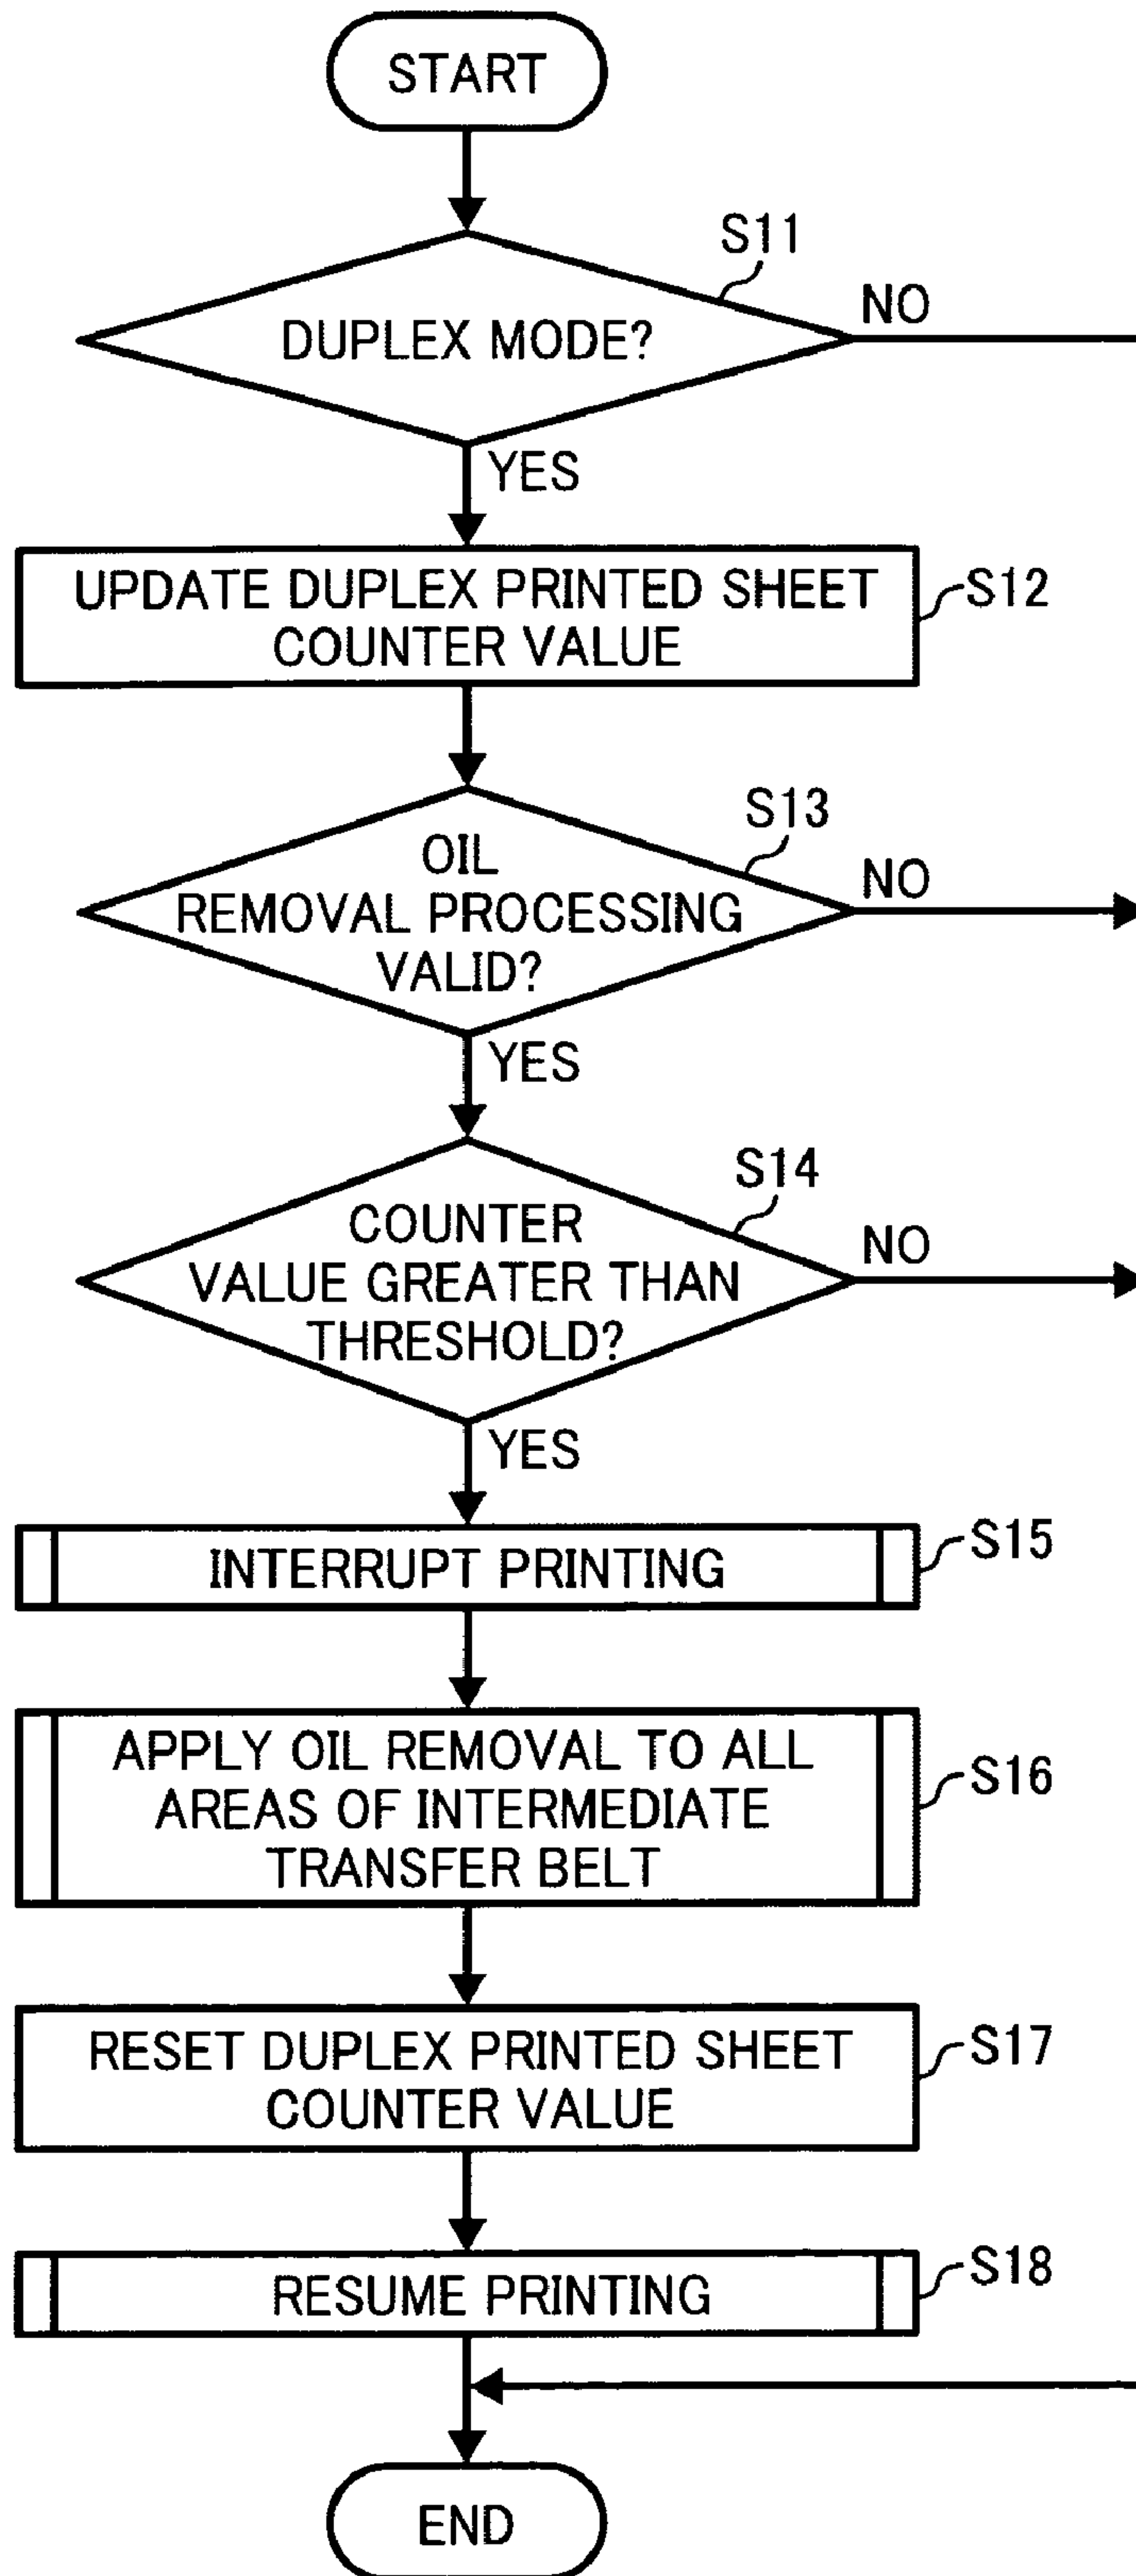 START
S11
DUPLEX MODE?
NO
YES
UPDATE DUPLEX PRINTED SHEET
COUNTER VALUE
S12
S13
OIL
REMOVAL PROCESSING
VALID?
NO
YES
S14
COUNTER
VALUE GREATER THAN
THRESHOLD?
NO
YES
INTERRUPT PRINTING
S15
APPLY OIL REMOVAL TO ALL
AREAS OF INTERMEDIATE
TRANSFER BELT
S16
RESET DUPLEX PRINTED SHEET
COUNTER VALUE
S17
RESUME PRINTING
S18
END